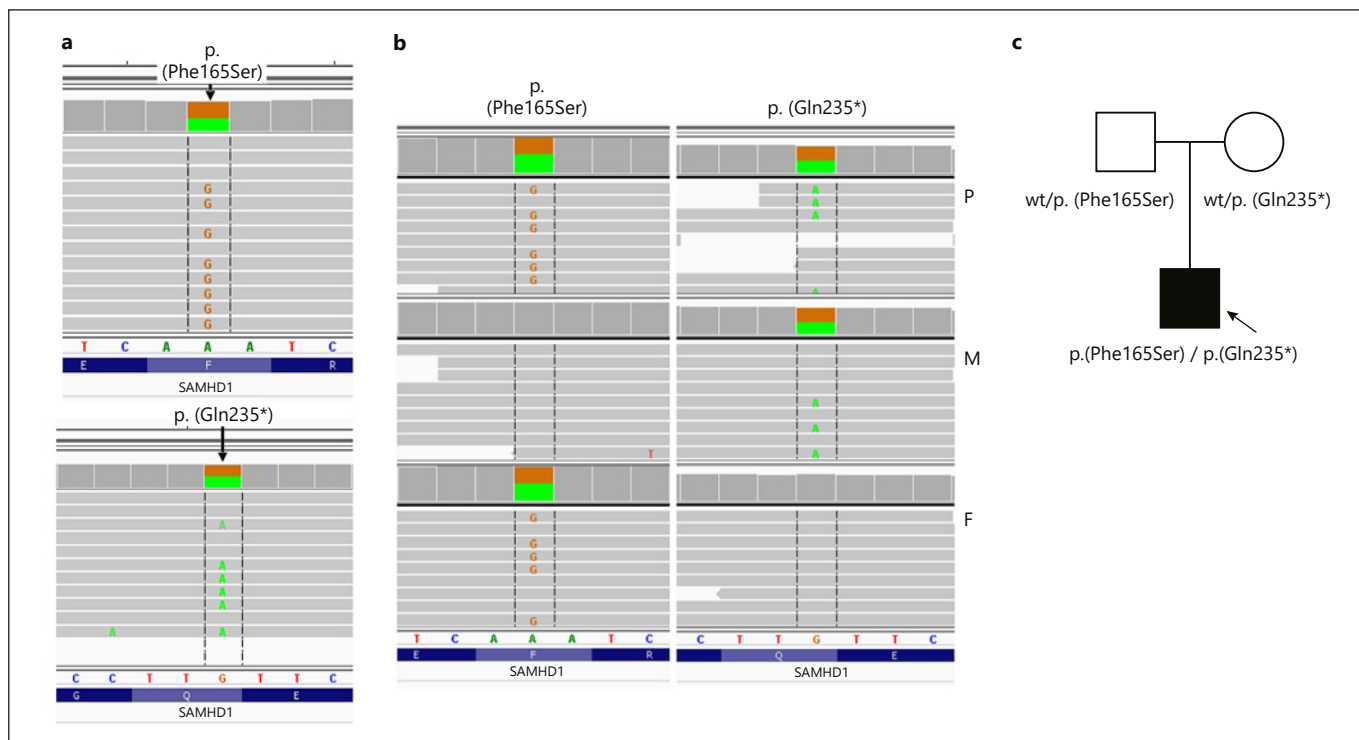 a
p.
(Phe165Ser)
G
G
G
G
G
G
G
G
T C A A A T C
E F R
SAMHD1
p. (Gln235*)
A
A
A
A
A
A A
C C T T G T T C
G Q E
SAMHD1
b
p.
(Phe165Ser)
p. (Gln235*)
G
G
G
G
G
G
A
A
A
A
P
T
A
A
A
M
G
G
G
G
G
F
T C A A A T C
E F R
SAMHD1
C T T G T T C
Q E
SAMHD1
c
wt/p. (Phe165Ser) wt/p. (Gln235*)
p.(Phe165Ser) / p.(Gln235*)